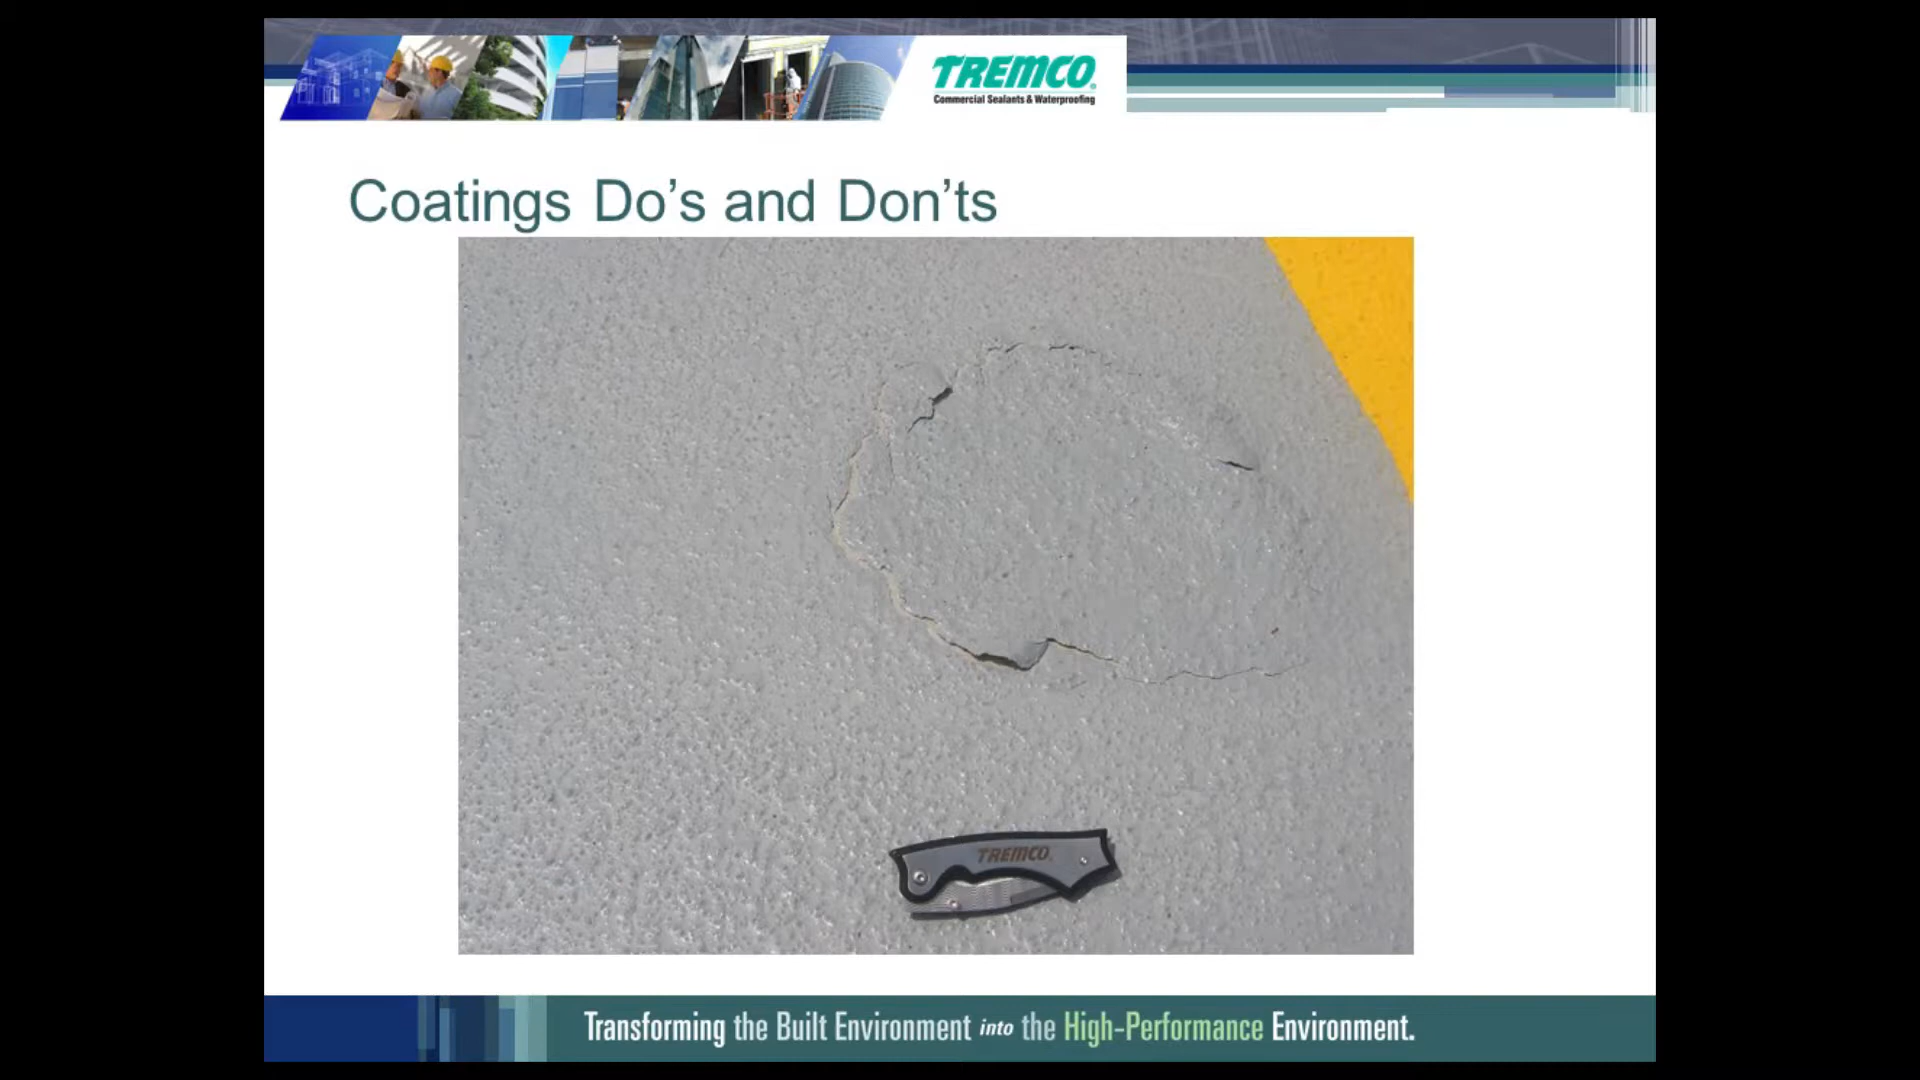 TREMCO®
Commercial Sealants & Waterproofing
Coatings Do’s and Don’ts
TREMCO®
Transforming the Built Environment into the High-Performance Environment.